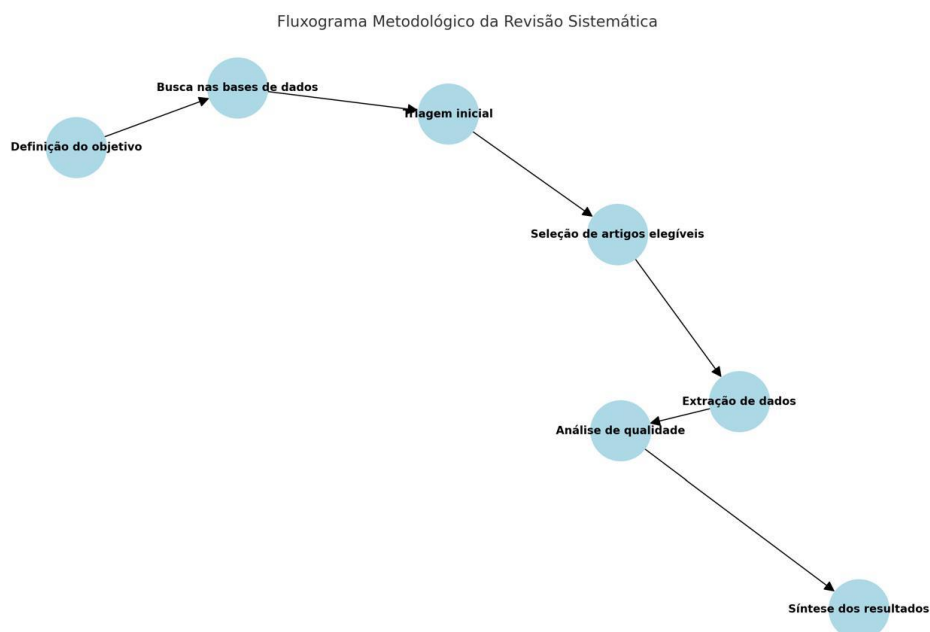 Fluxograma Metodológico da Revisão Sistemática
Busca nas bases de dados
Triagem inicial
Definição do objetivo
Seleção de artigos elegíveis
Extração de dados
Análise de qualidade
Síntese dos resultados